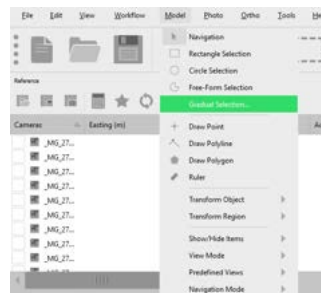 File Edit View Workflow Model Photo Ortho Tools He
Navigation
Rectangle Selection
Circle Selection
Free-Form Selection
Gradual Selection...
Reference
Cameras Easting (m)
Draw Point
Draw Polyline
Draw Polygon
Ruler
Transform Object
Transform Region
Show/Hide Items
View Mode
Predefined Views
Navigation Mode
_MG_27...
_MG_27...
_MG_27...
_MG_27...
_MG_27...
_MG_27...
_MG_27...
_MG_27...